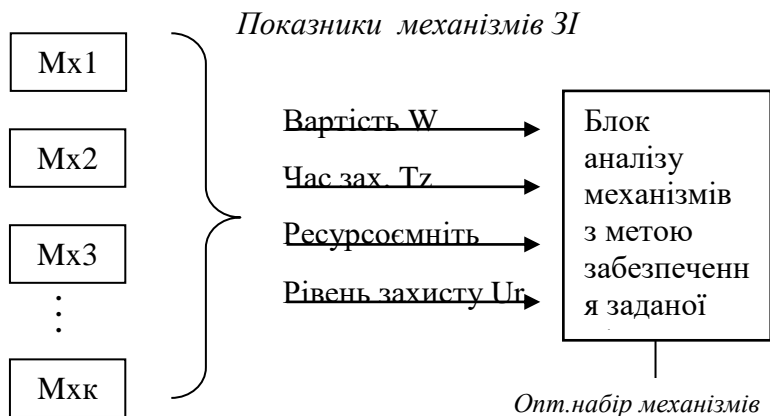 Показники механізмів ЗІ
Мх1
Мх2
Мх3
Мхк
Вартість W
Час зах. Tz
Ресурсоємніть
Рівень захисту Ur
Блок
аналізу
механізмів
з метою
забезпеченн
я заданої
Опт.набір механізмів